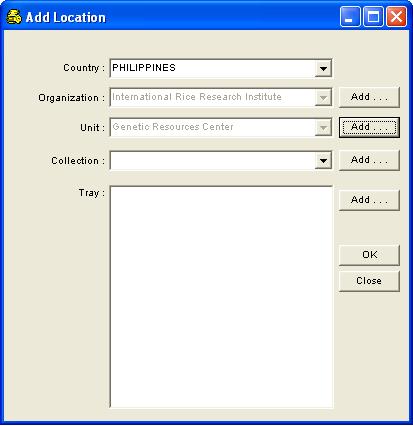 Add Location
Country : PHILIPPINES
Organization : International Rice Research Institute Add . . .
Unit : Genetic Resources Center Add . . .
Collection : Add . . .
Tray : Add . . .
OK
Close